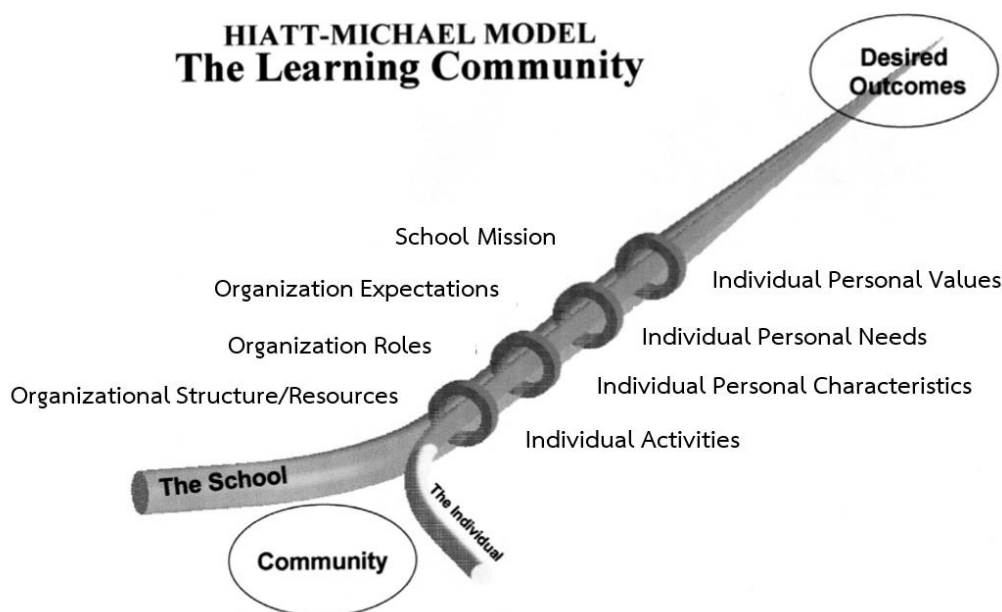 HIATT-MICHAEL MODEL
The Learning Community
Desired
Outcomes
School Mission
Individual Personal Values
Organization Expectations
Individual Personal Needs
Organization Roles
Individual Personal Characteristics
Organizational Structure/Resources
Individual Activities
The School
The Individual
Community